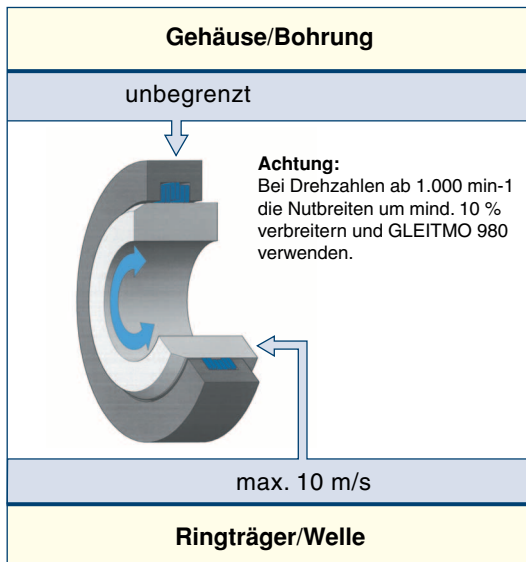 Gehäuse/Bohrung
unbegrenzt
Achtung:
Bei Drehzahlen ab 1.000 min-1
die Nutbreiten um mind. 10 %
verbreitern und GLEITMO 980
verwenden.
max. 10 m/s
Ringträger/Welle